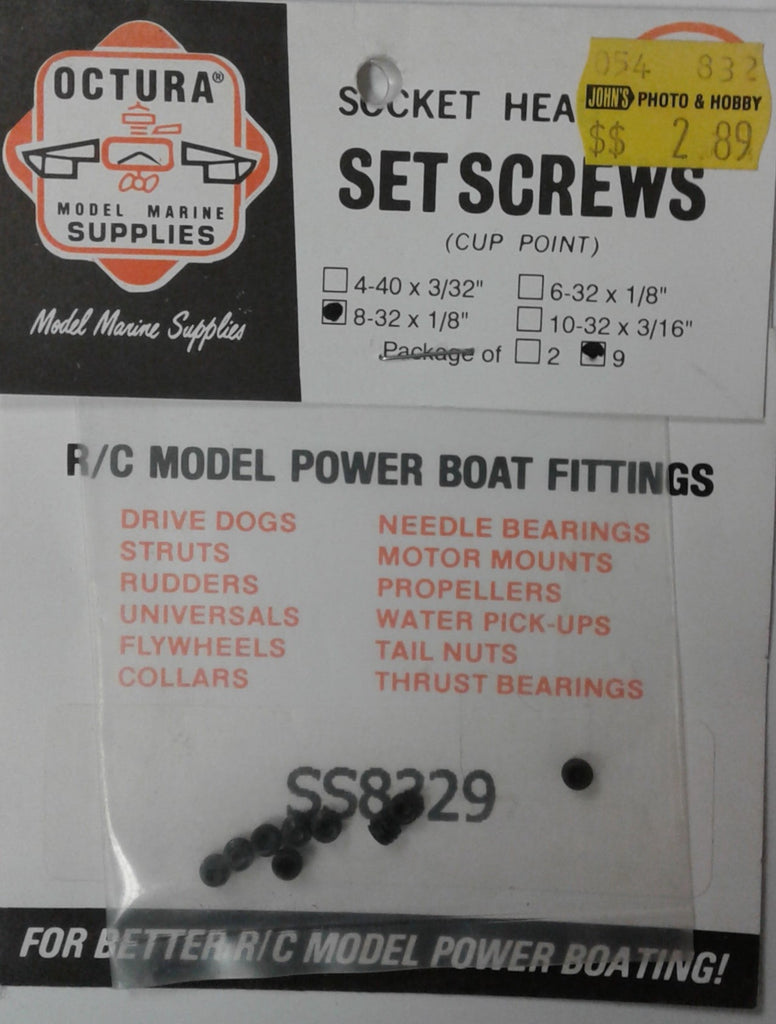 OCTURA®
MODEL MARINE
SUPPLIES
Model Marine Supplies
054 832
JOHN'S PHOTO & HOBBY
$$ 2.89
SOCKET HEA
SET SCREWS
(CUP POINT)
4-40 x 3/32" 6-32 x 1/8"
8-32 x 1/8" 10-32 x 3/16"
Package of 2 9
R/C MODEL POWER BOAT FITTINGS
DRIVE DOGS
STRUTS
RUDDERS
UNIVERSALS
FLYWHEELS
COLLARS
NEEDLE BEARINGS
MOTOR MOUNTS
PROPELLERS
WATER PICK-UPS
TAIL NUTS
THRUST BEARINGS
SS8229
FOR BETTER R/C MODEL POWER BOATING!